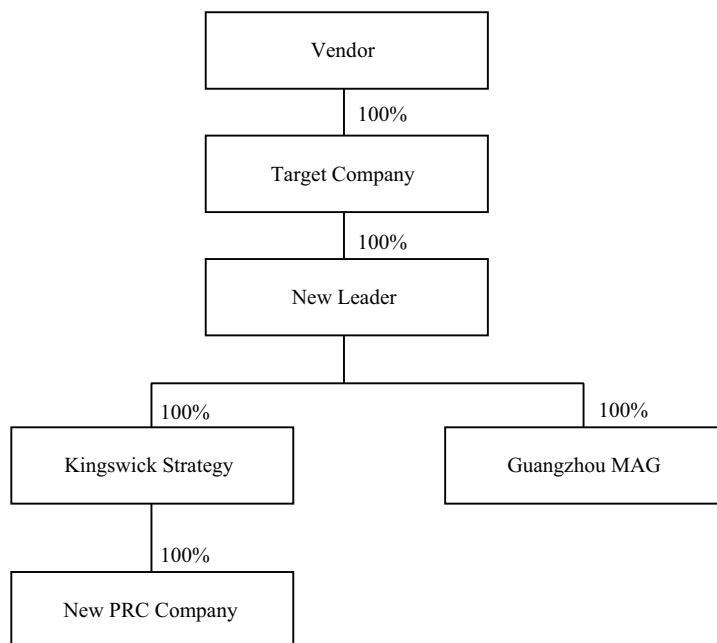 Vendor
100%
Target Company
100%
New Leader
100%
100%
Kingswick Strategy
Guangzhou MAG
100%
New PRC Company